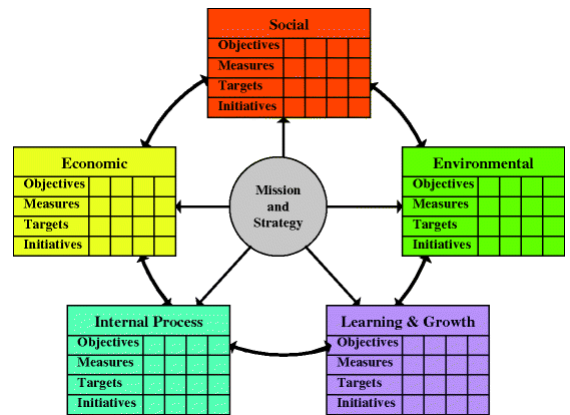 Social
Objectives
Measures
Targets
Initiatives
Economic
Objectives
Measures
Targets
Initiatives
Mission
and
Strategy
Environmental
Objectives
Measures
Targets
Initiatives
Internal Process
Objectives
Measures
Targets
Initiatives
Learning & Growth
Objectives
Measures
Targets
Initiatives